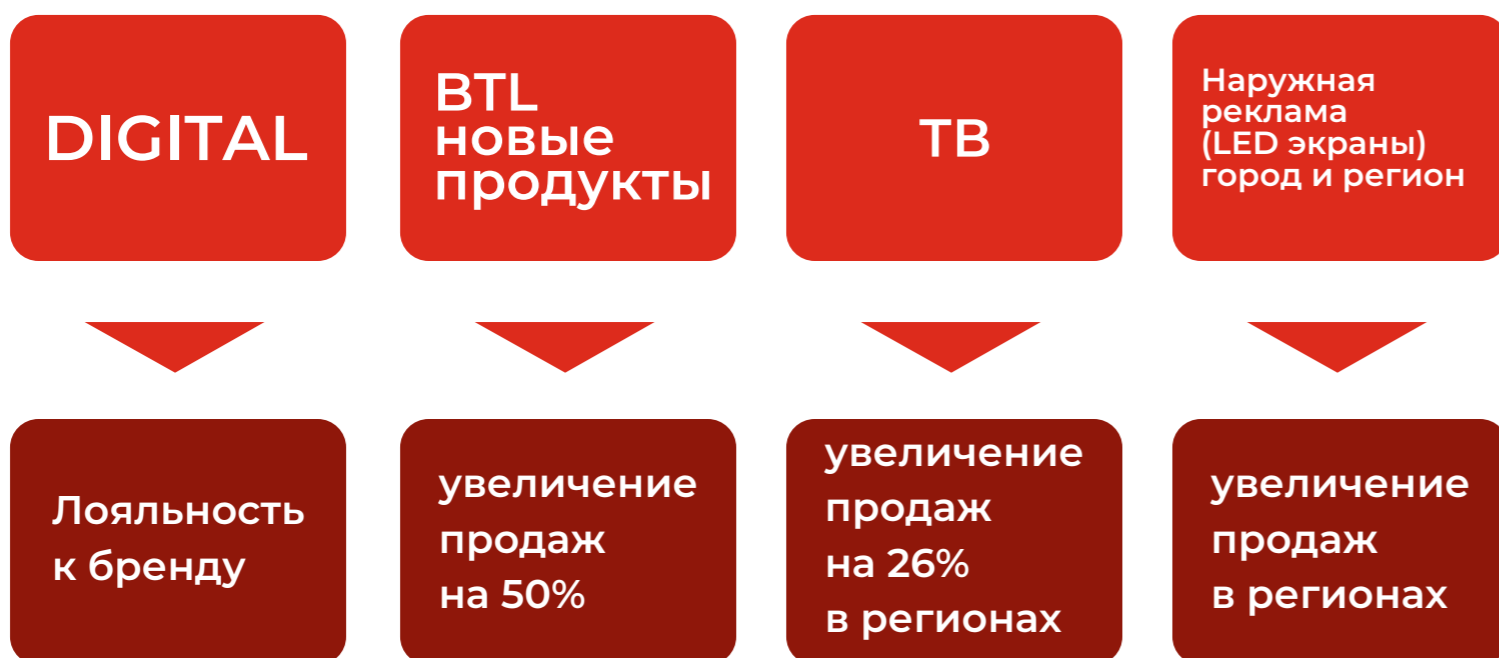 DIGITAL
BTL
новые
продукты
ТВ
Наружная
реклама
(LED экраны)
город и регион
Лояльность
к бренду
увеличение
продаж
на 50%
увеличение
продаж
на 26%
в регионах
увеличение
продаж
в регионах